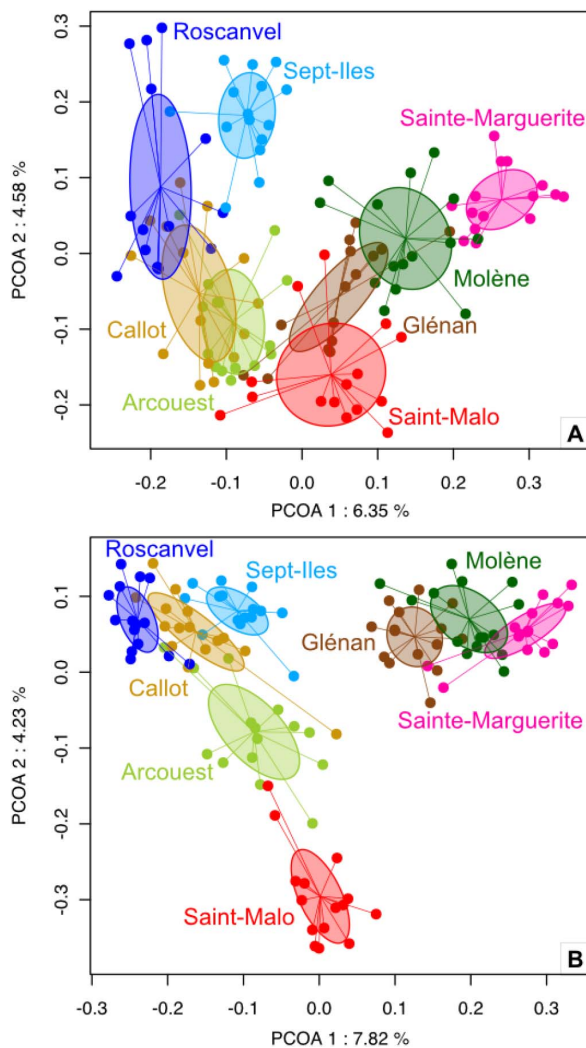 0.3
0.2
0.1
0.0
-0.1
-0.2
PCOA 2 : 4.58 %
Roscanvel
Sept-Iles
Sainte-Marguerite
Molène
Glénan
Callot
Arcouest
Saint-Malo
A
-0.2
-0.1
0.0
0.1
0.2
0.3
PCOA 1 : 6.35 %
0.1
0.0
-0.1
-0.2
-0.3
PCOA 2 : 4.23 %
Roscanvel
Sept-Iles
Molène
Glénan
Callot
Sainte-Marguerite
Arcouest
Saint-Malo
B
-0.3
-0.2
-0.1
0.0
0.1
0.2
0.3
PCOA 1 : 7.82 %